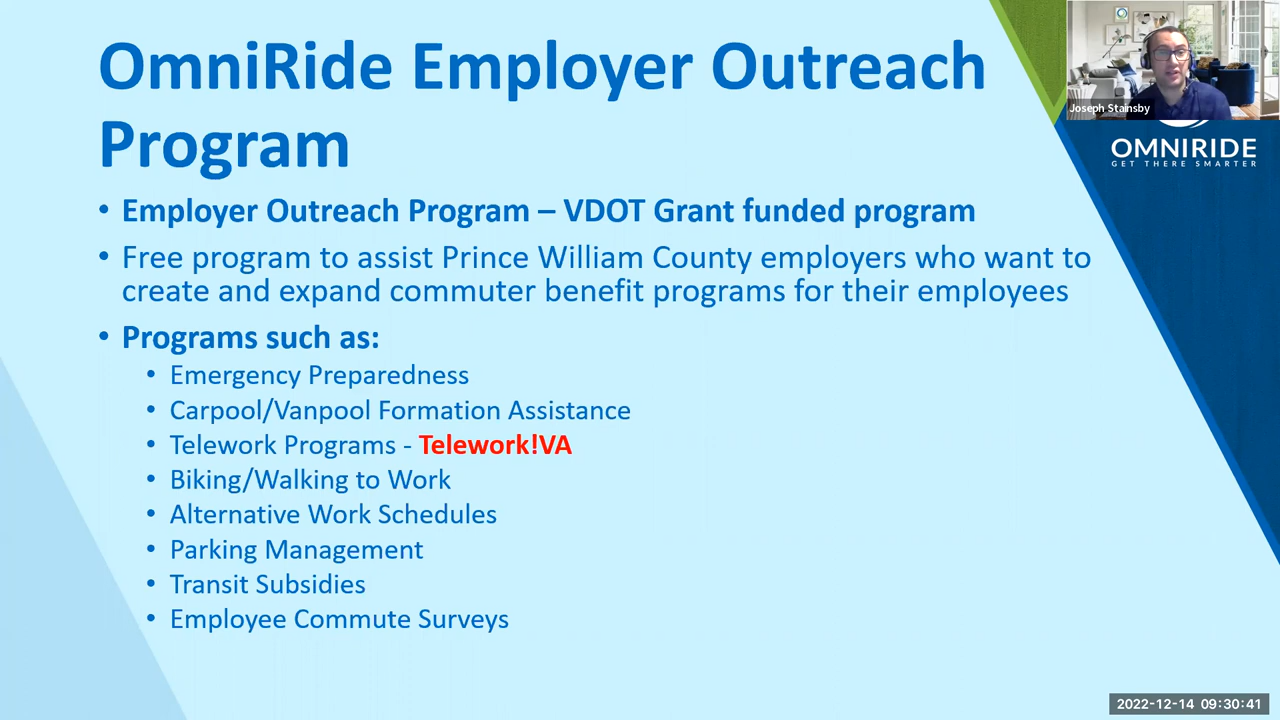 OmniRide Employer Outreach
Program
• Employer Outreach Program – VDOT Grant funded program
• Free program to assist Prince William County employers who want to
create and expand commuter benefit programs for their employees
• Programs such as:
• Emergency Preparedness
• Carpool/Vanpool Formation Assistance
• Telework Programs - Telework!VA
• Biking/Walking to Work
• Alternative Work Schedules
• Parking Management
• Transit Subsidies
• Employee Commute Surveys
Joseph Stainsby
OMNIRIDE
GET THERE SMARTER
2022-12-14 09:30:41